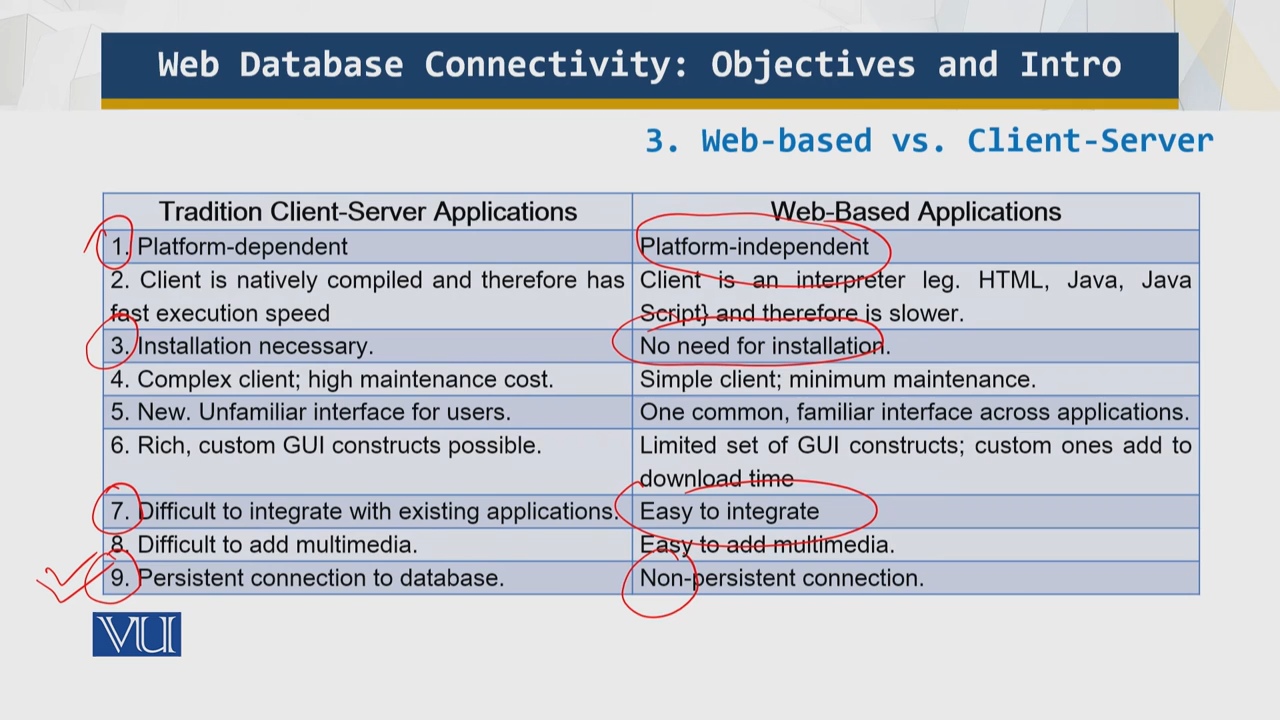 Web Database Connectivity: Objectives and Intro
3. Web-based vs. Client-Server
Tradition Client-Server Applications
Web-Based Applications
1. Platform-dependent
Platform-independent
2. Client is natively compiled and therefore has
fast execution speed
Client is an interpreter leg. HTML, Java, Java
Script} and therefore is slower.
3. Installation necessary.
No need for installation.
4. Complex client; high maintenance cost.
Simple client; minimum maintenance.
5. New. Unfamiliar interface for users.
One common, familiar interface across applications.
6. Rich, custom GUI constructs possible.
Limited set of GUI constructs; custom ones add to
download time
7. Difficult to integrate with existing applications.
Easy to integrate
8. Difficult to add multimedia.
Easy to add multimedia.
9. Persistent connection to database.
Non-persistent connection.
VU